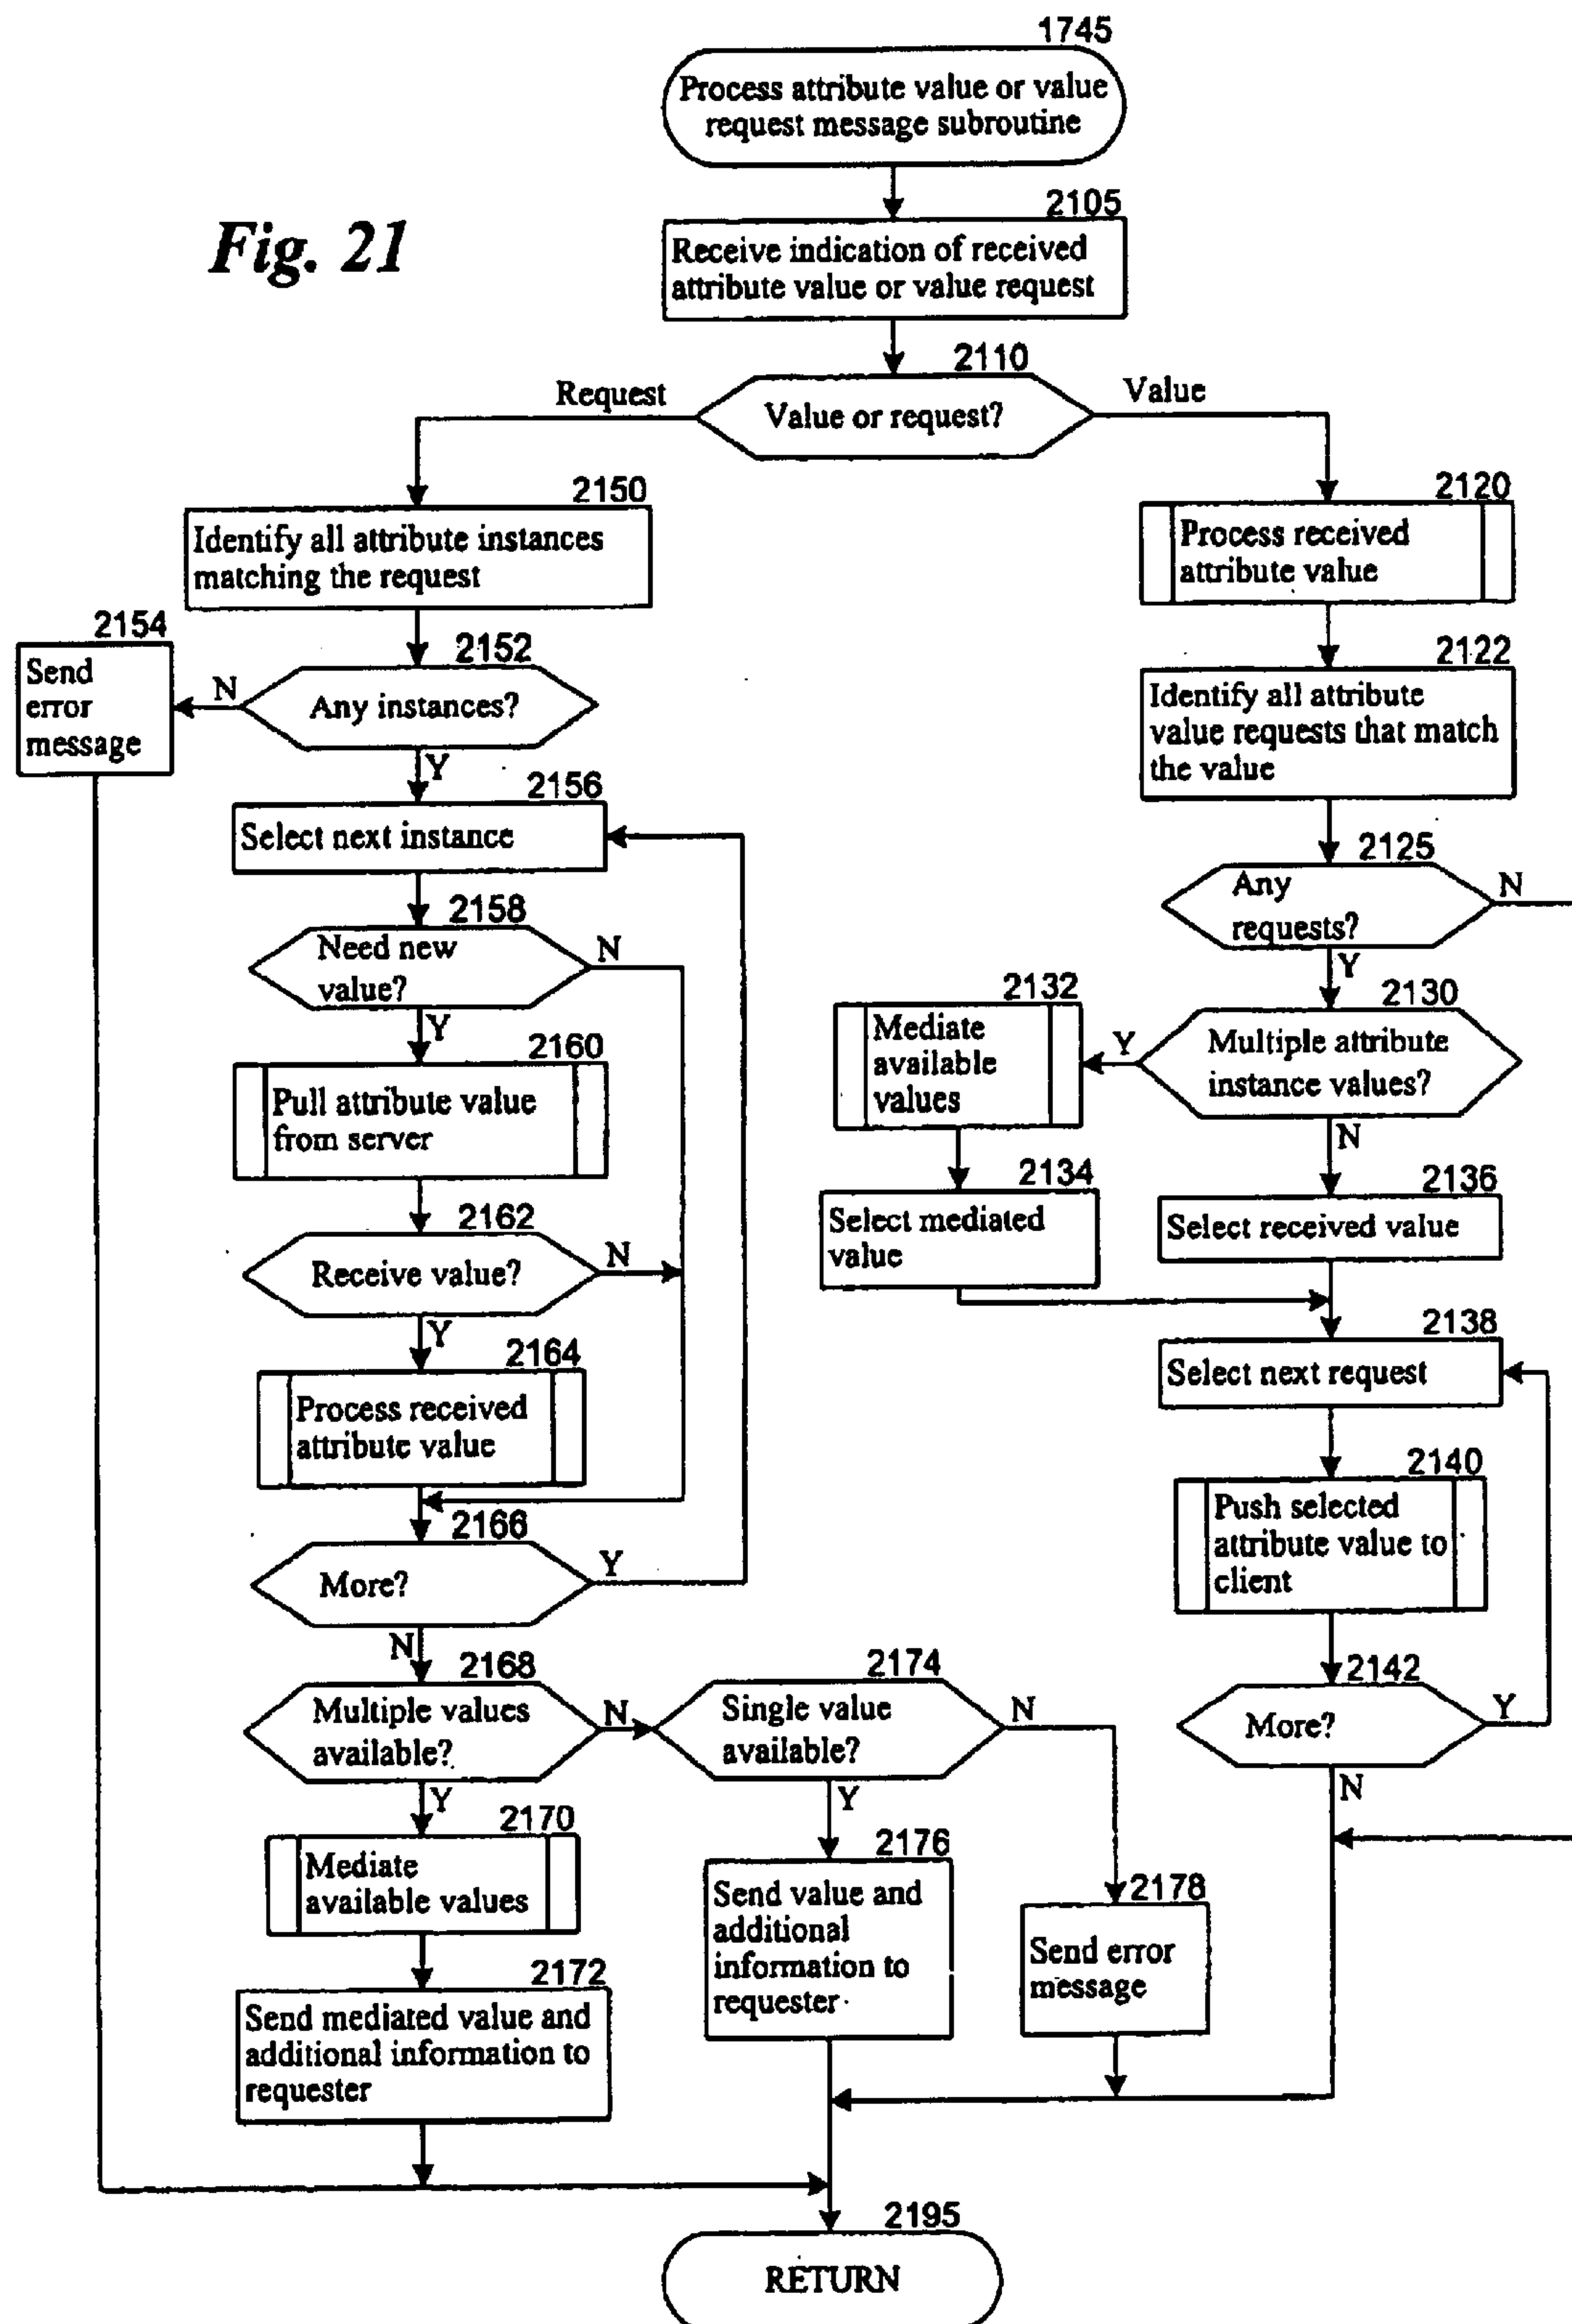 1745
Process attribute value or value
request message subroutine
Fig. 21
2105
Receive indication of received
attribute value or value request
2110
Request
Value or request?
Value
2150
Identify all attribute instances
matching the request
2154
Send
error
message
2152
N
Any instances?
Y
2156
Select next instance
2158
Need new
value?
N
Y
2160
Pull attribute value
from server
2162
Receive value?
N
Y
2164
Process received
attribute value
2166
More?
Y
N
2168
Multiple values
available?
N
Y
2170
Mediate
available values
2172
Send mediated value and
additional information to
requester
2174
Single value
available?
N
Y
2176
Send value and
additional
information to
requester
2178
Send error
message
2120
Process received
attribute value
2122
Identify all attribute
value requests that match
the value
2125
Any
requests?
N
Y
2130
Multiple attribute
instance values?
Y
N
2132
Mediate
available
values
2134
Select mediated
value
2136
Select received value
2138
Select next request
2140
Push selected
attribute value to
client
2142
More?
Y
N
2195
RETURN